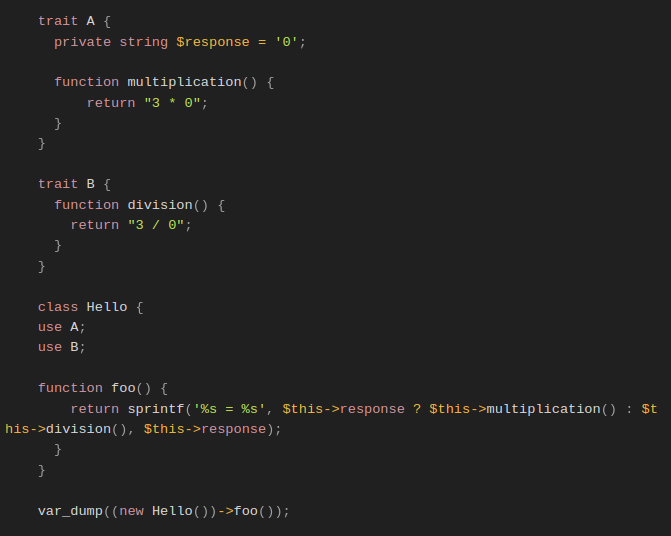 trait A {
private string $response = '0';
function multiplication() {
return "3 * 0";
}
}
trait B {
function division() {
return "3 / 0";
}
}
class Hello {
use A;
use B;
function foo() {
return sprintf('%s = %s', $this->response ? $this->multiplication() : $t
his->division(), $this->response);
}
}
var_dump((new Hello())->foo());